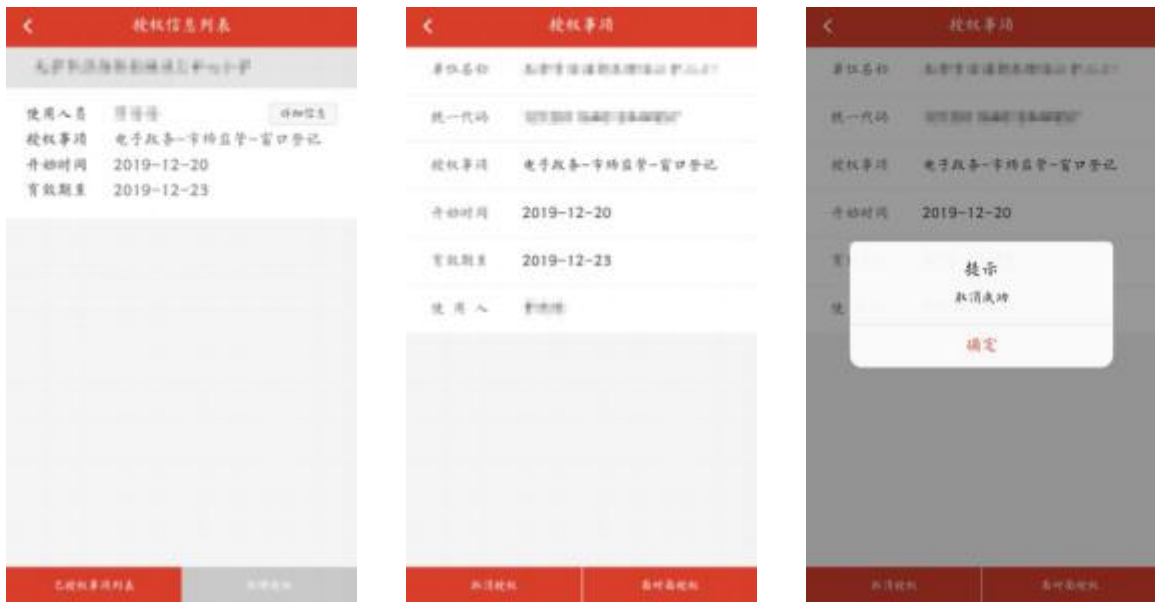 授权信息列表
使用人员
详细信息
授权事项 电子政务-市场监管-窗口登记
开始时间 2019-12-20
有效期至 2019-12-23
已授权事项列表
授权事项
单位名称
统一代码
授权事项 电子政务-市场监管-窗口登记
开始时间 2019-12-20
有效期至 2019-12-23
使用人
取消授权
面对面授权
授权事项
单位名称
统一代码
授权事项 电子政务-市场监管-窗口登记
开始时间 2019-12-20
提示
取消成功
确定
使
取消授权
面对面授权